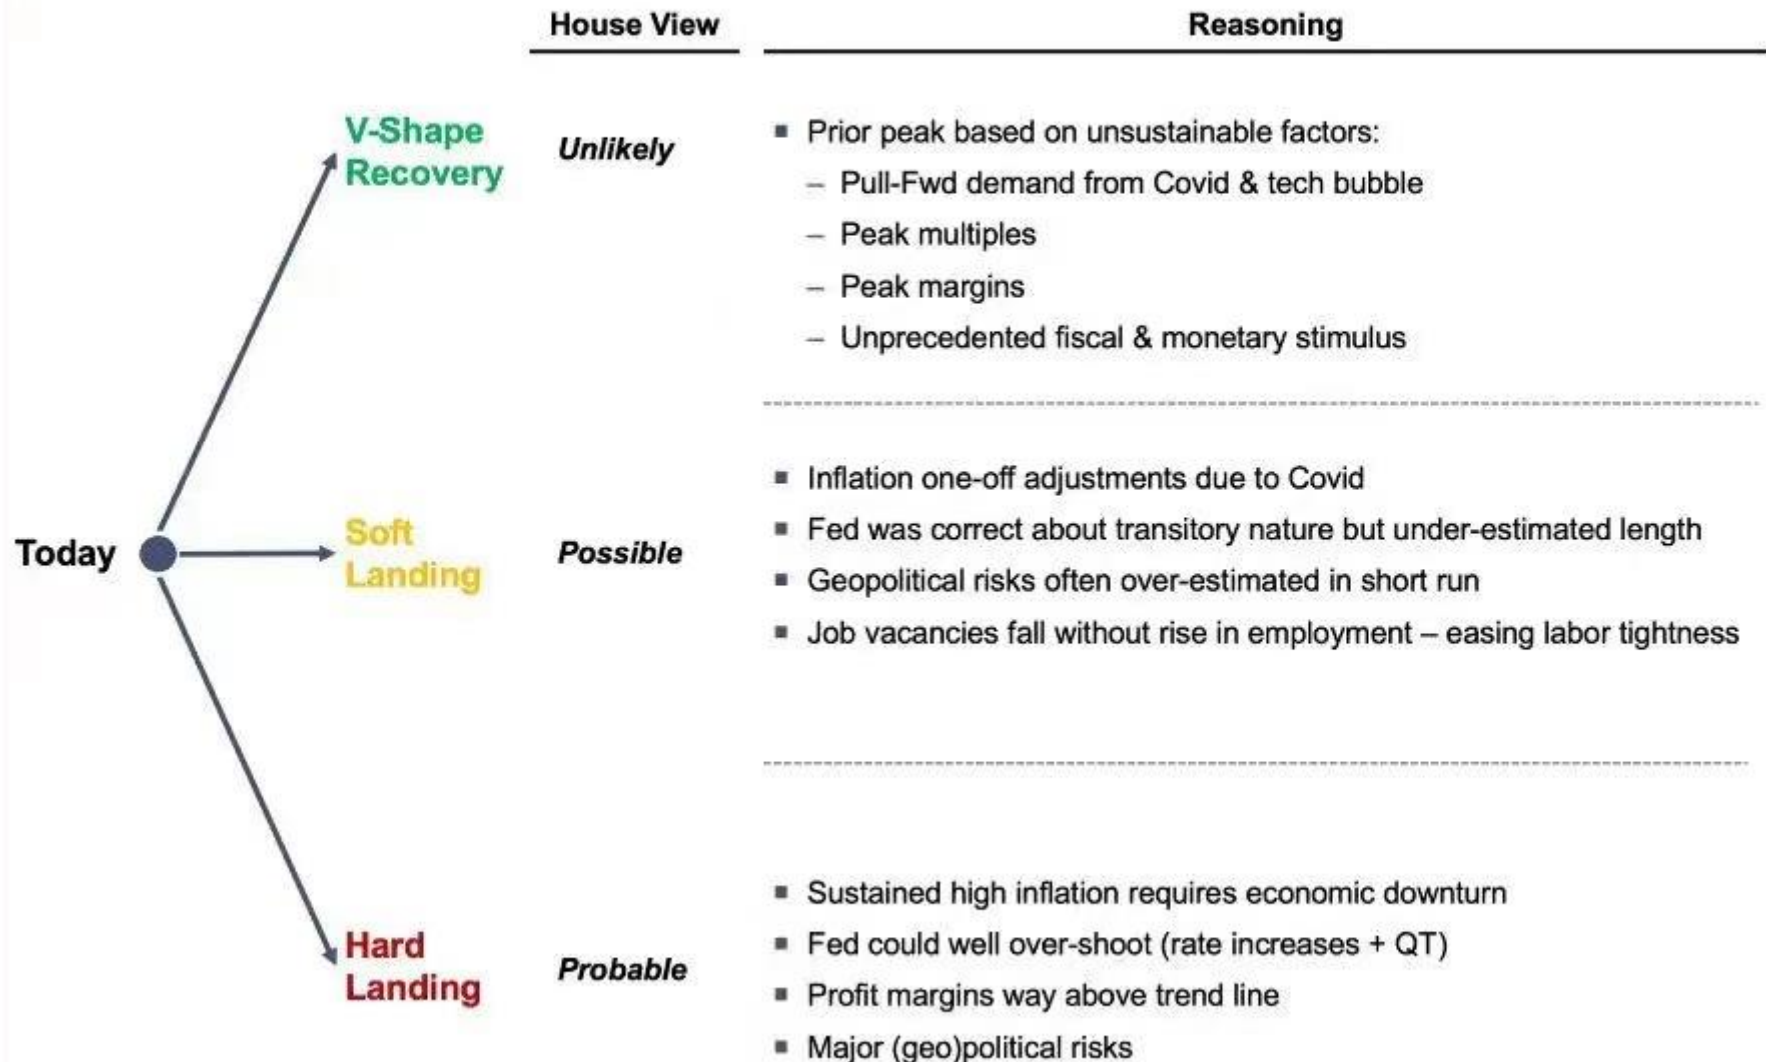 House View
Reasoning
V-Shape
Recovery
Unlikely
▪ Prior peak based on unsustainable factors:
– Pull-Fwd demand from Covid & tech bubble
– Peak multiples
– Peak margins
– Unprecedented fiscal & monetary stimulus
Today
Soft
Landing
Possible
▪ Inflation one-off adjustments due to Covid
▪ Fed was correct about transitory nature but under-estimated length
▪ Geopolitical risks often over-estimated in short run
▪ Job vacancies fall without rise in employment – easing labor tightness
Hard
Landing
Probable
▪ Sustained high inflation requires economic downturn
▪ Fed could well over-shoot (rate increases + QT)
▪ Profit margins way above trend line
▪ Major (geo)political risks